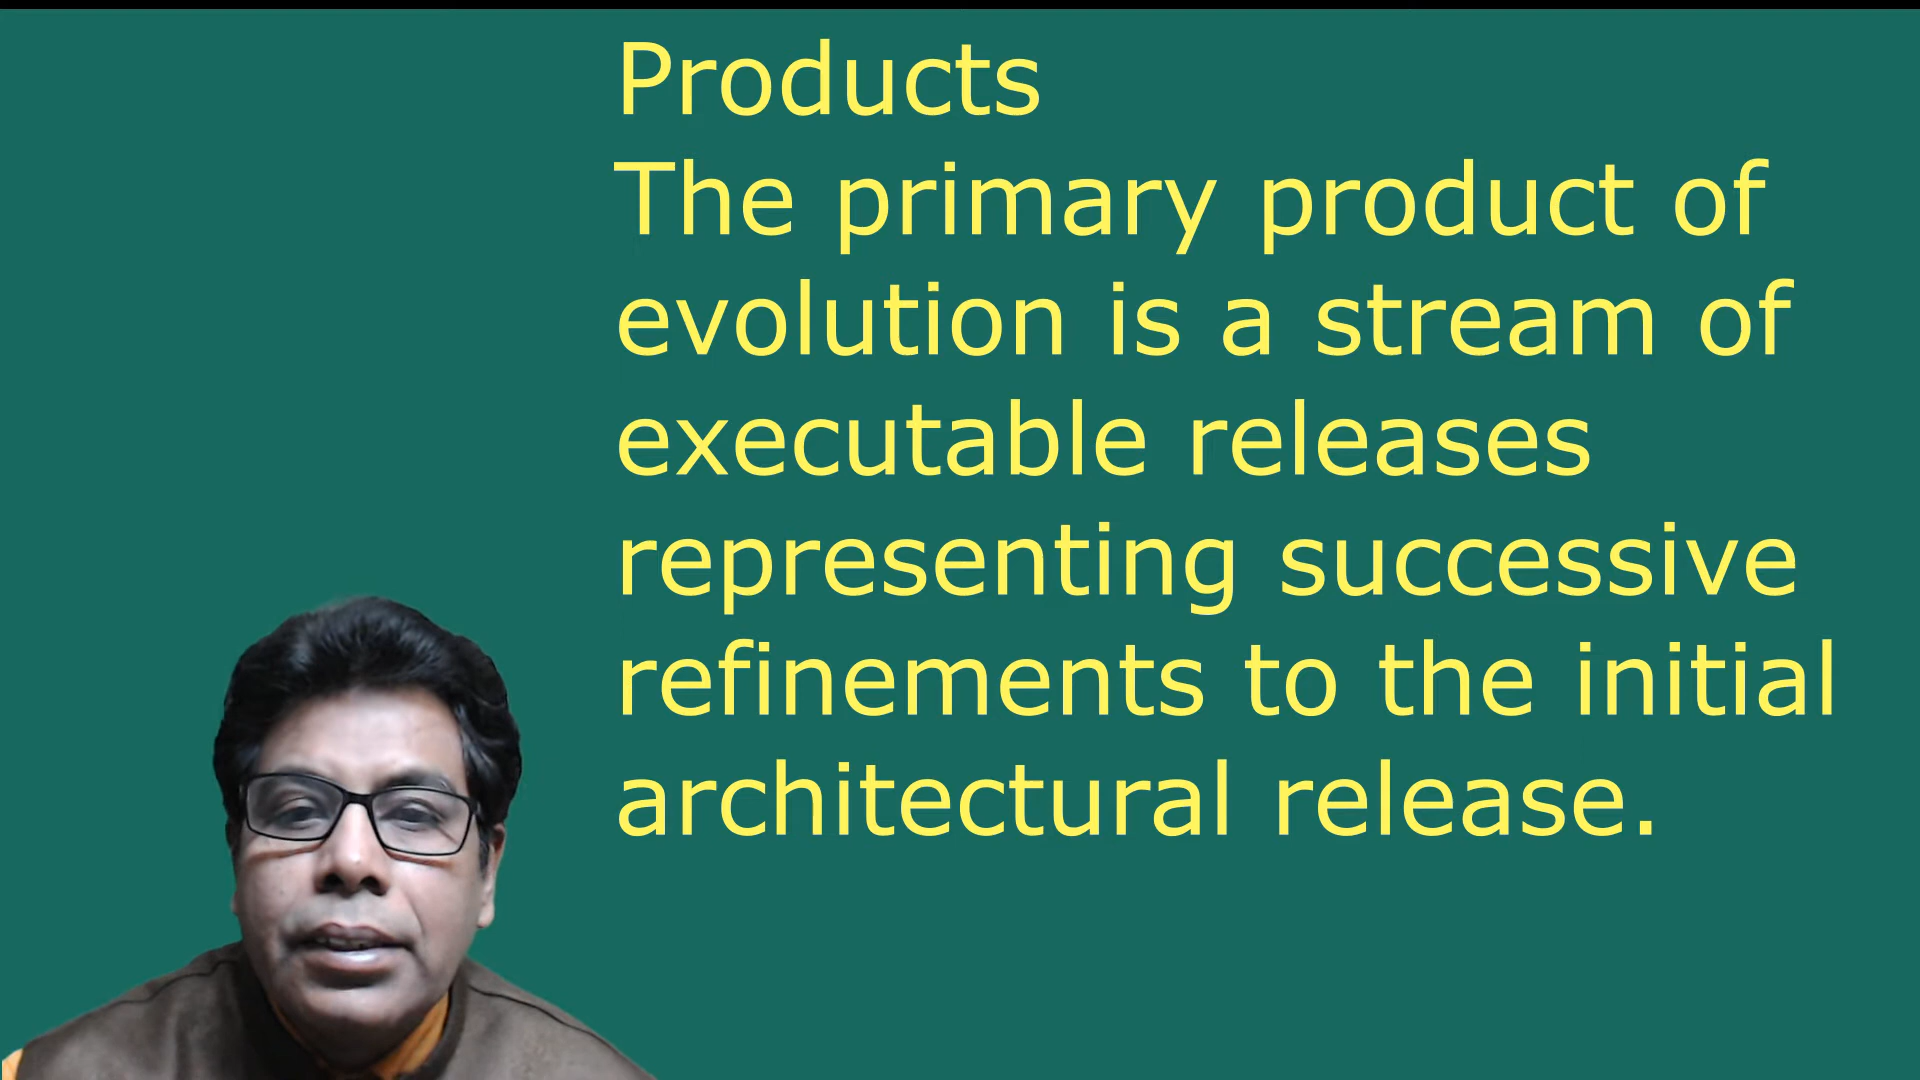 Products
The primary product of
evolution is a stream of
executable releases
representing successive
refinements to the initial
architectural release.